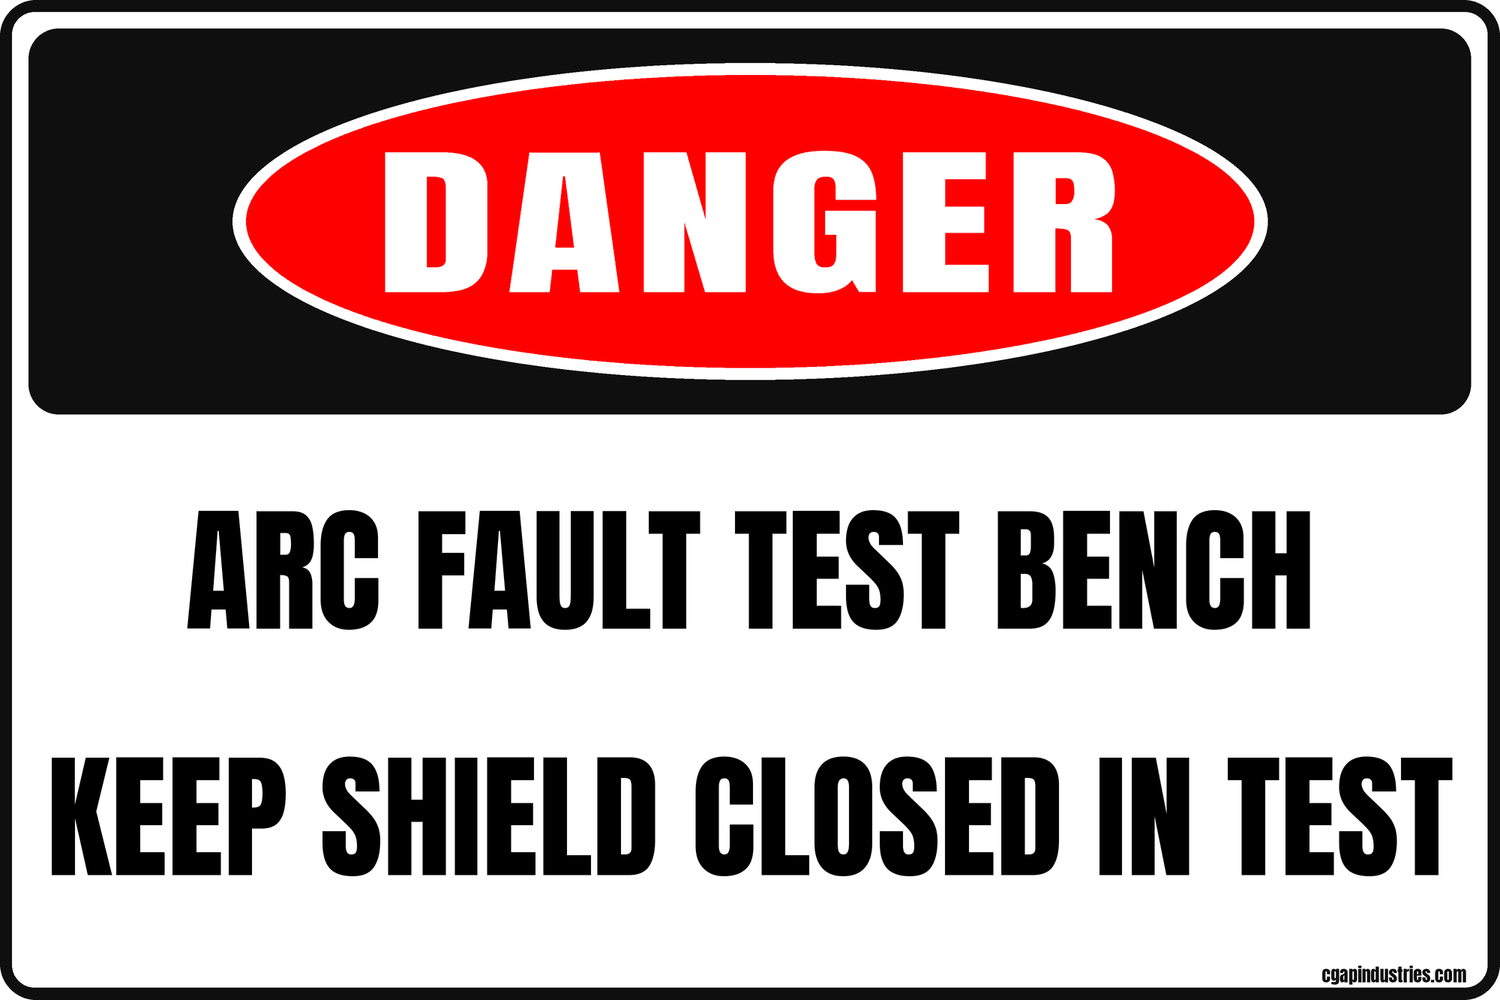 DANGER
ARC FAULT TEST BENCH
KEEP SHIELD CLOSED IN TEST
cgapindustries.com